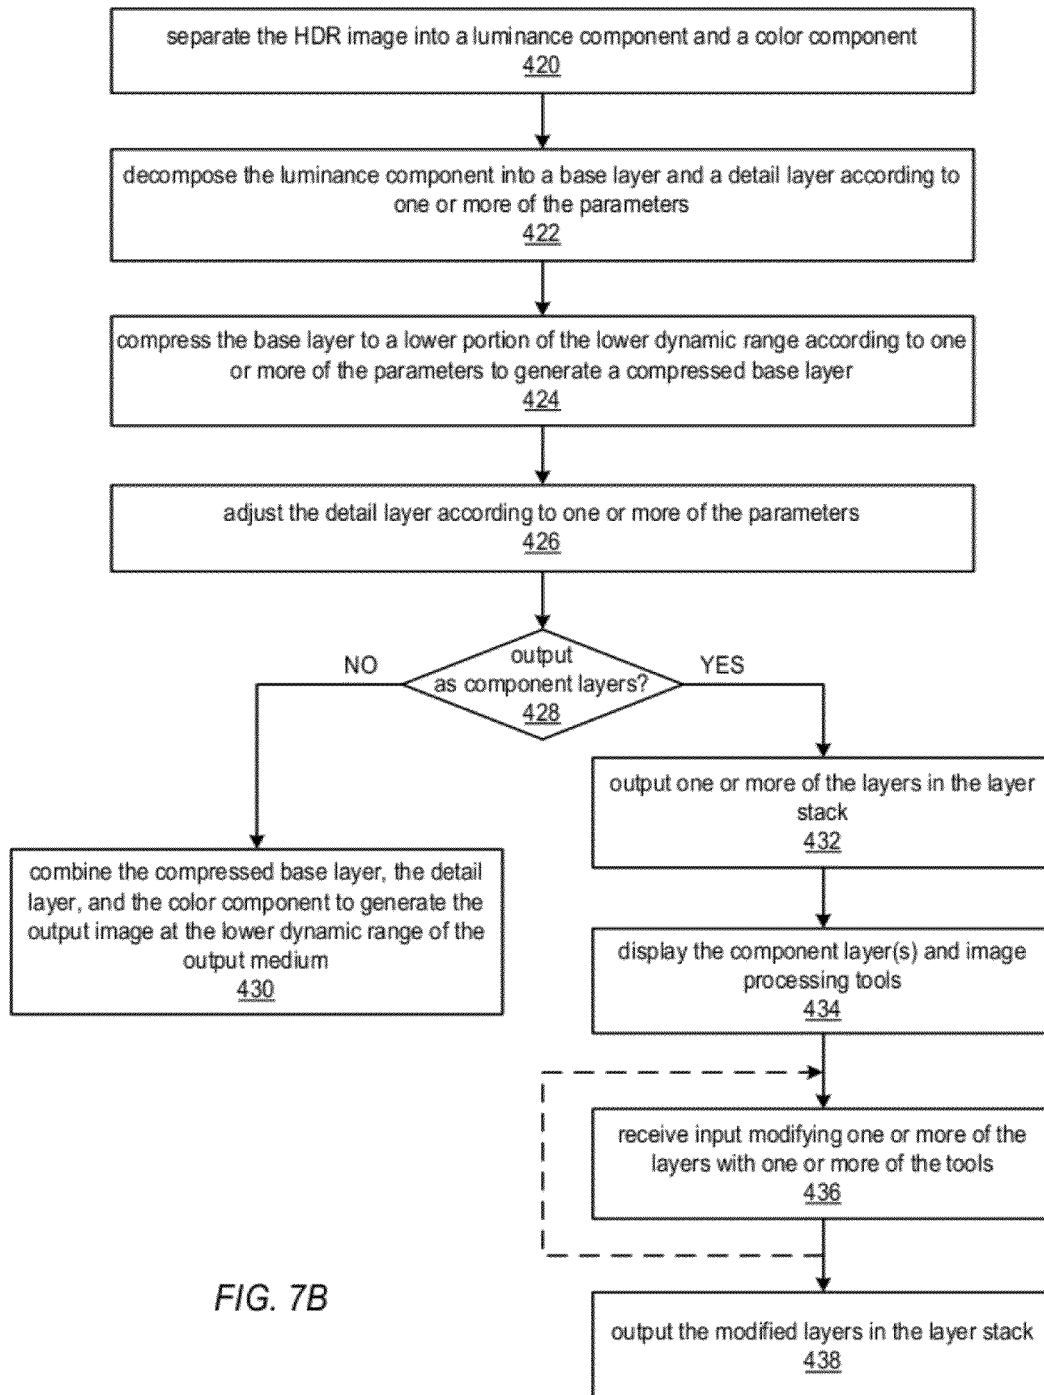 separate the HDR image into a luminance component and a color component
420
decompose the luminance component into a base layer and a detail layer according to
one or more of the parameters
422
compress the base layer to a lower portion of the lower dynamic range according to one
or more of the parameters to generate a compressed base layer
424
adjust the detail layer according to one or more of the parameters
426
output
as component layers?
428
NO
YES
combine the compressed base layer, the detail
layer, and the color component to generate the
output image at the lower dynamic range of the
output medium
430
output one or more of the layers in the layer
stack
432
display the component layer(s) and image
processing tools
434
receive input modifying one or more of the
layers with one or more of the tools
436
output the modified layers in the layer stack
438
FIG. 7B